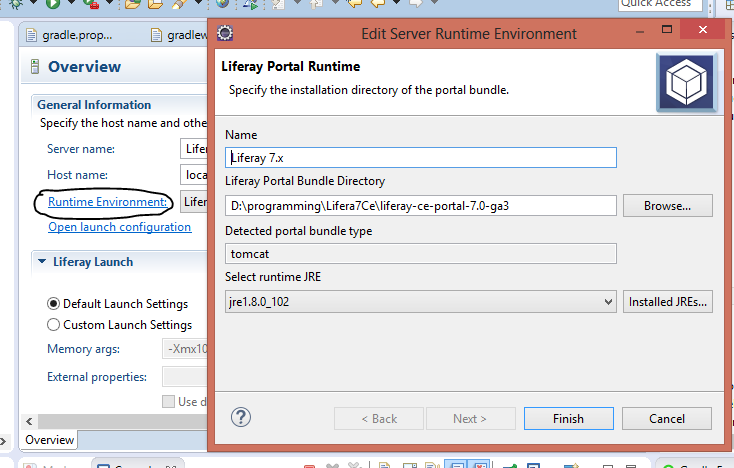 Quick Access
gradle.prop...
gradlew
Overview
General Information
Specify the host name and othe
Server name:
Lifer
Host name:
loca
Runtime Environment:
Lifer
Open launch configuration
Liferay Launch
Default Launch Settings
Custom Launch Settings
Memory args:
-Xmx10
External properties:
Use d
Overview
Edit Server Runtime Environment
Liferay Portal Runtime
Specify the installation directory of the portal bundle.
Name
Liferay 7.x
Liferay Portal Bundle Directory
D:\programming\Lifera7Ce\liferay-ce-portal-7.0-ga3
Browse...
Detected portal bundle type
tomcat
Select runtime JRE
jre1.8.0_102
Installed JREs...
< Back
Next >
Finish
Cancel